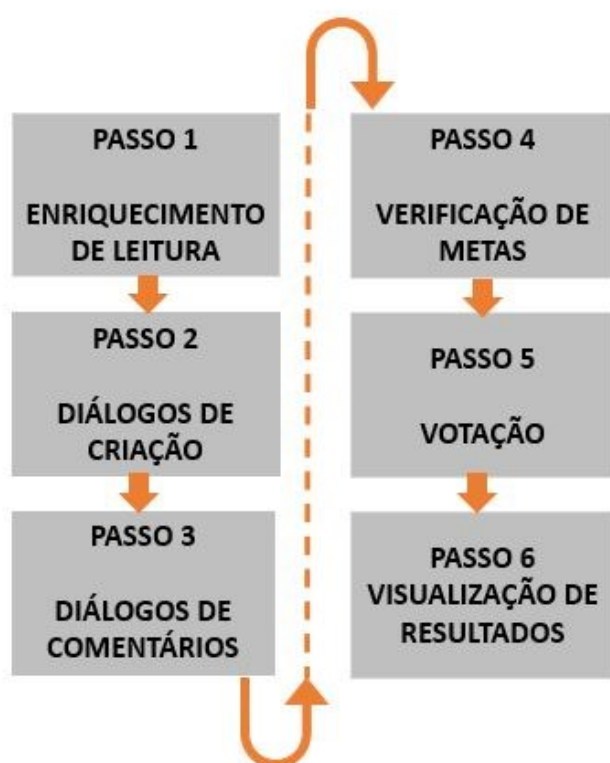 PASSO 1
ENRIQUECIMENTO
DE LEITURA
PASSO 2
DIÁLOGOS DE
CRIAÇÃO
PASSO 3
DIÁLOGOS DE
COMENTÁRIOS
PASSO 4
VERIFICAÇÃO DE
METAS
PASSO 5
VOTAÇÃO
PASSO 6
VISUALIZAÇÃO DE
RESULTADOS